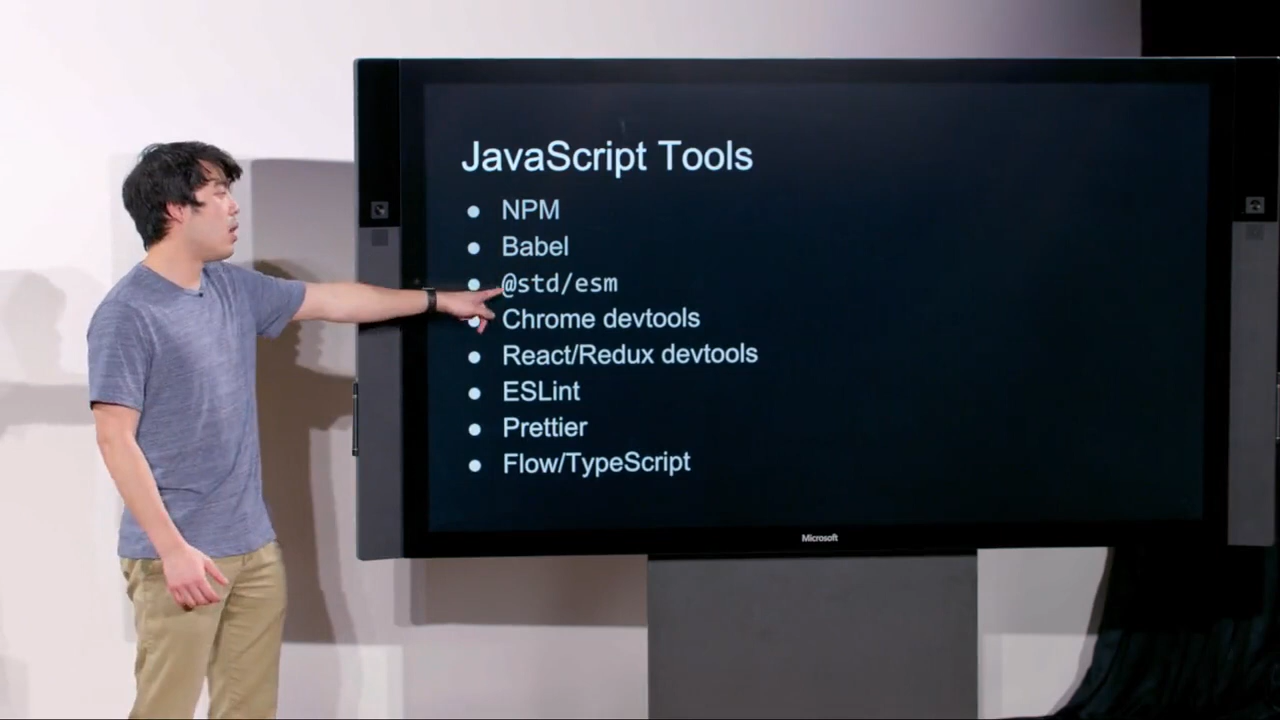 JavaScript Tools
● NPM
● Babel
● @std/esm
● Chrome devtools
● React/Redux devtools
● ESLint
● Prettier
● Flow/TypeScript
Microsoft